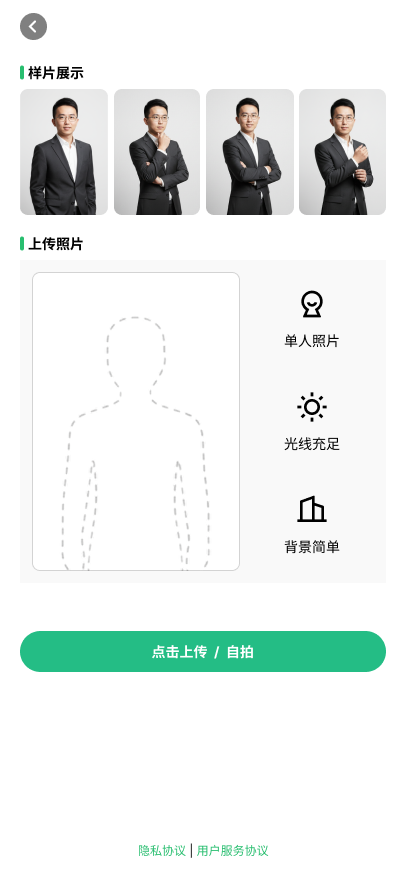 样片展示
上传照片
单人照片
光线充足
背景简单
点击上传 / 自拍
隐私协议 | 用户服务协议